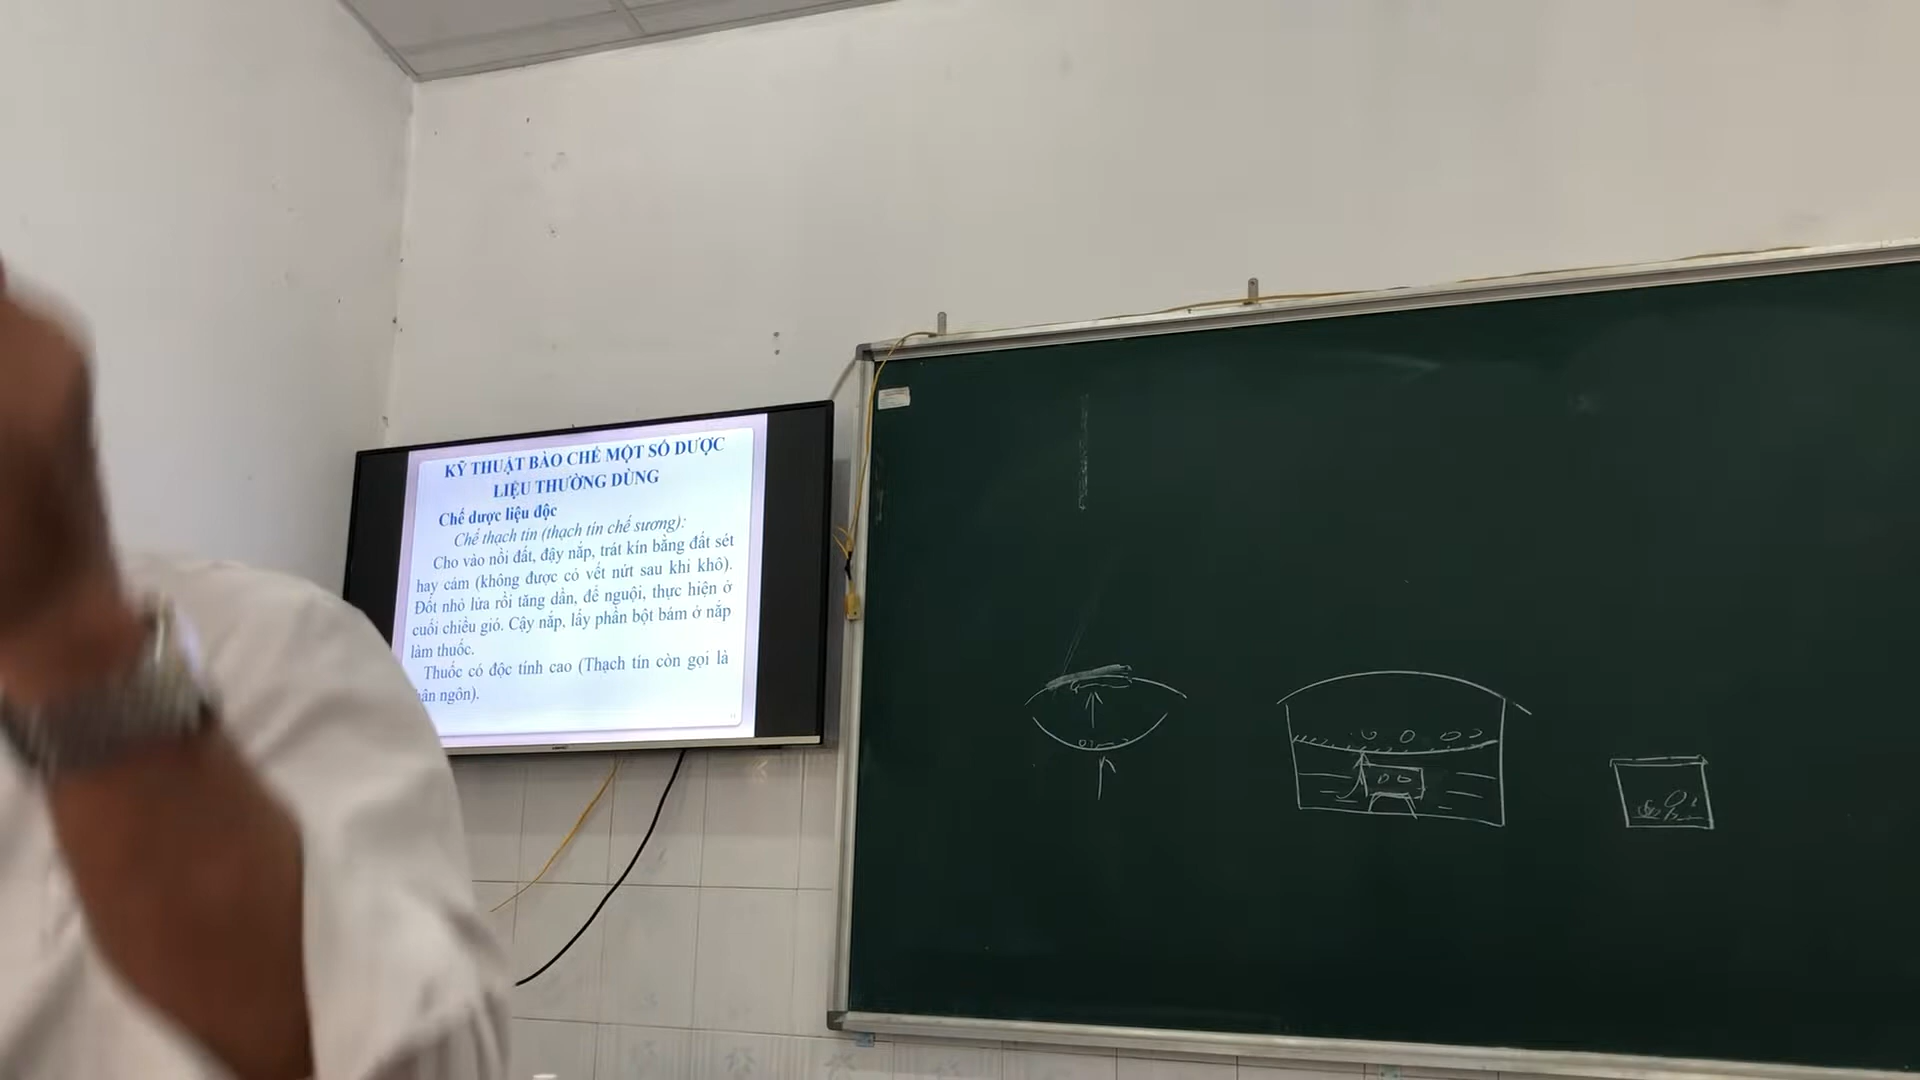 KỸ THUẬT BÀO CHẾ MỘT SỐ DƯỢC
LIỆU THƯỜNG DÙNG
Chế dược liệu độc
Chế thạch tín (thạch tín chế sương):
Cho vào nồi đất, đậy nắp, trát kín bằng đất sét
hay cám (không được có vết nứt sau khi khô).
Đốt nhỏ lửa rồi tăng dần, để nguội, thực hiện ở
cuối chiều gió. Cậy nắp, lấy phần bột bám ở nắp
làm thuốc.
Thuốc có độc tính cao (Thạch tín còn gọi là
ngôn).